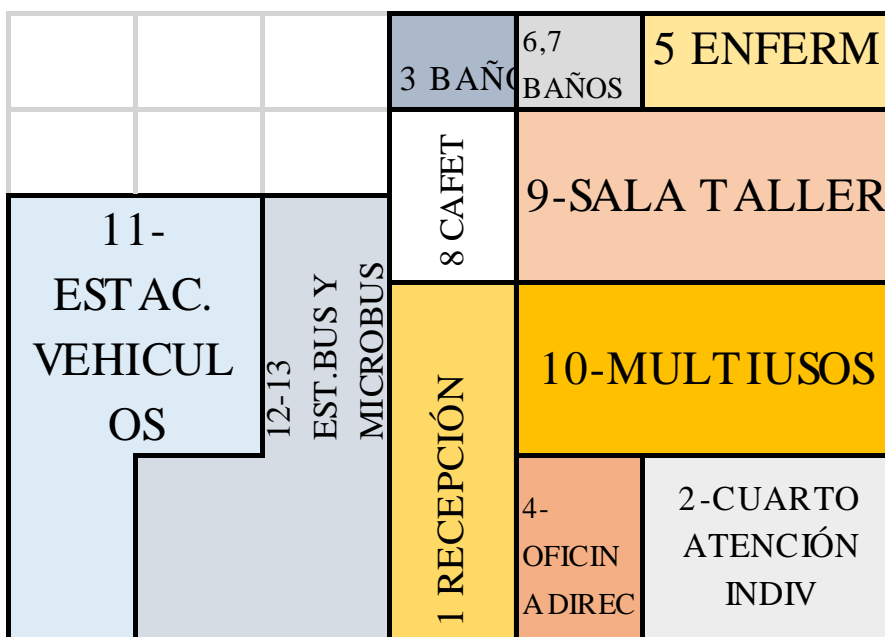 3 BAÑO
6,7
BAÑOS
5 ENFERM
8 CAFET
9-SALA TALLER
11-
ESTAC.
VEHICUL
OS
12-13
EST.BUS Y
MICROBUS
1 RECEPCIÓN
10-MULTIUSOS
4-
OFICIN
A DIREC
2-CUARTO
ATENCIÓN
INDIV